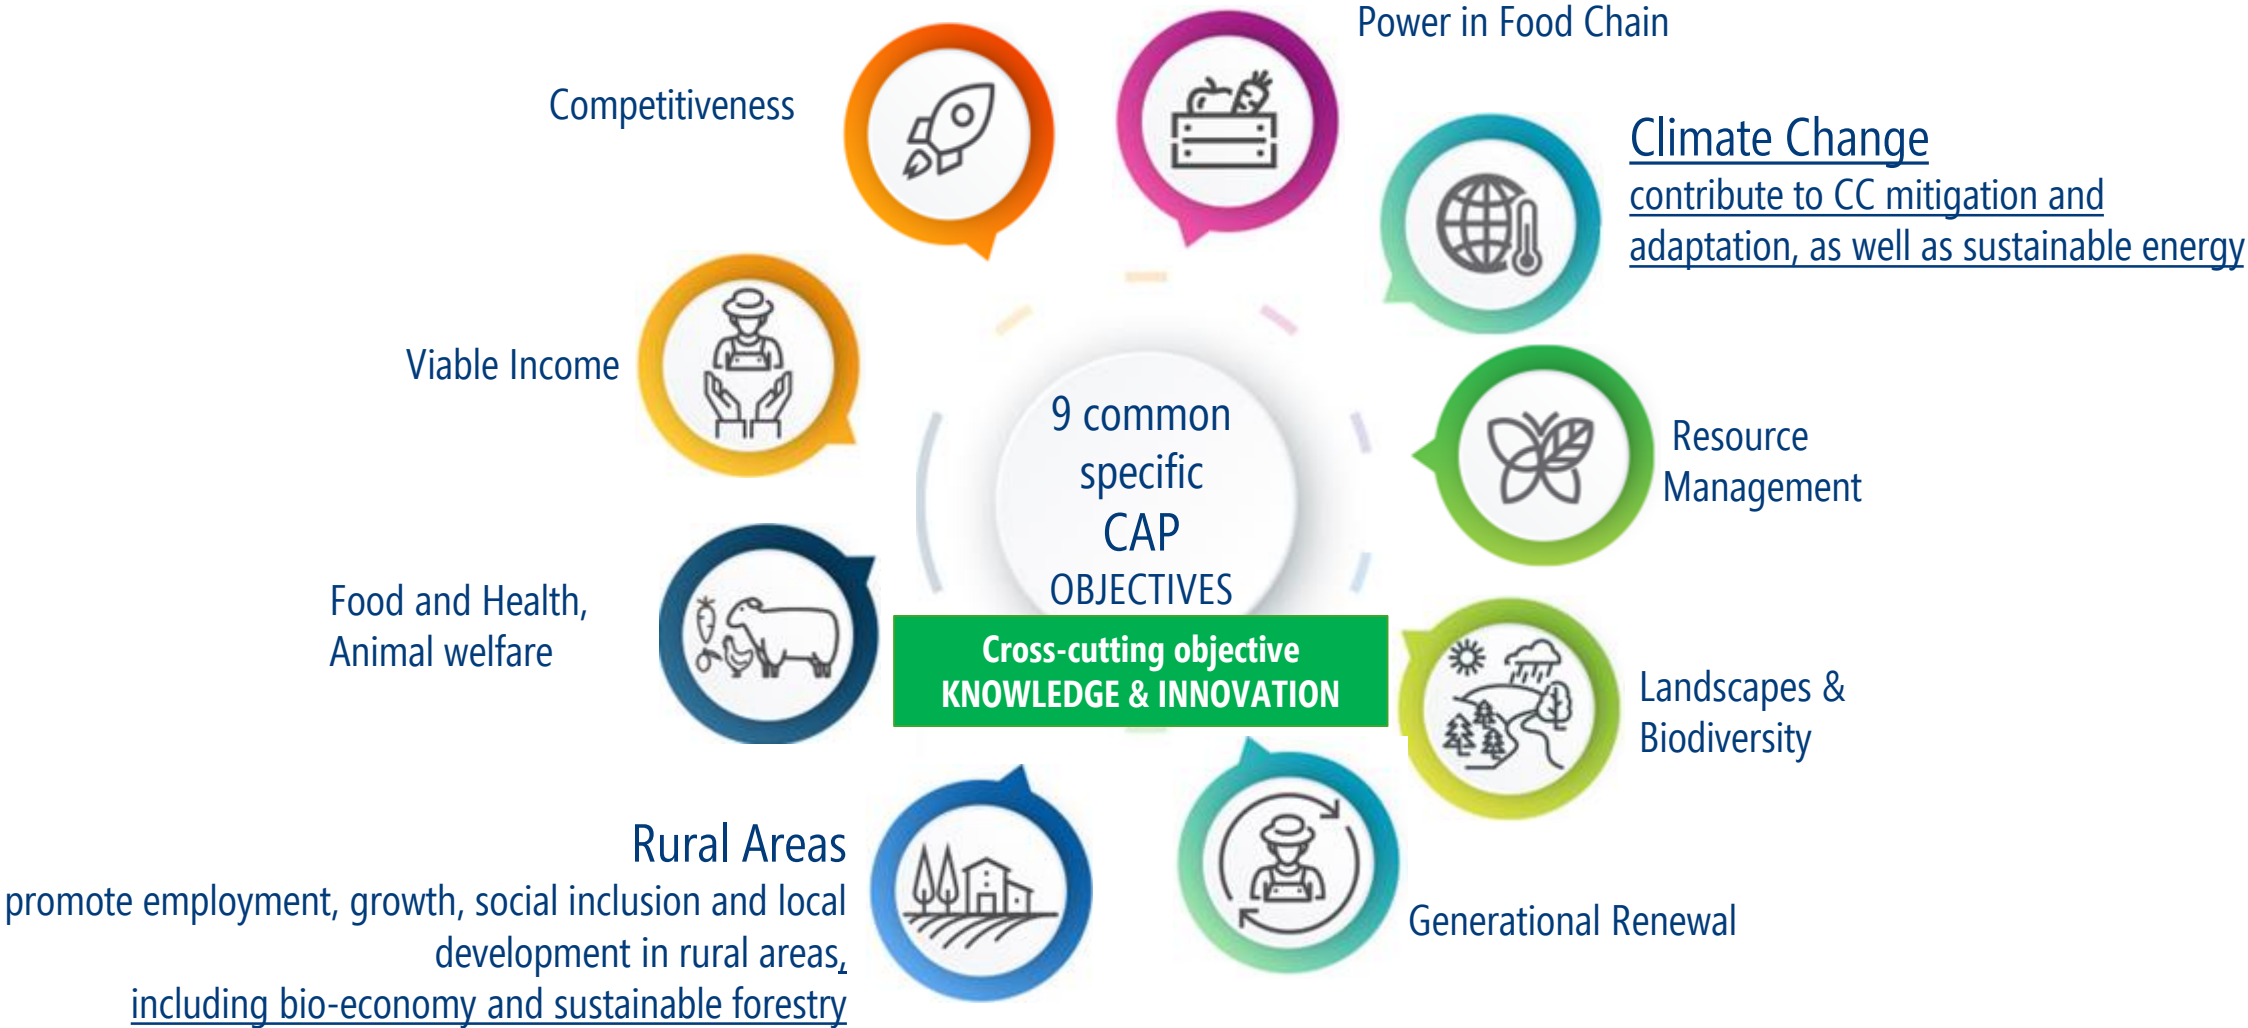 Power in Food Chain
Competitiveness
Climate Change
contribute to CC mitigation and
adaptation, as well as sustainable energy
Viable Income
9 common
specific
CAP
OBJECTIVES
Resource
Management
Food and Health,
Animal welfare
Cross-cutting objective
KNOWLEDGE & INNOVATION
Landscapes &
Biodiversity
Rural Areas
promote employment, growth, social inclusion and local
development in rural areas,
including bio-economy and sustainable forestry
Generational Renewal